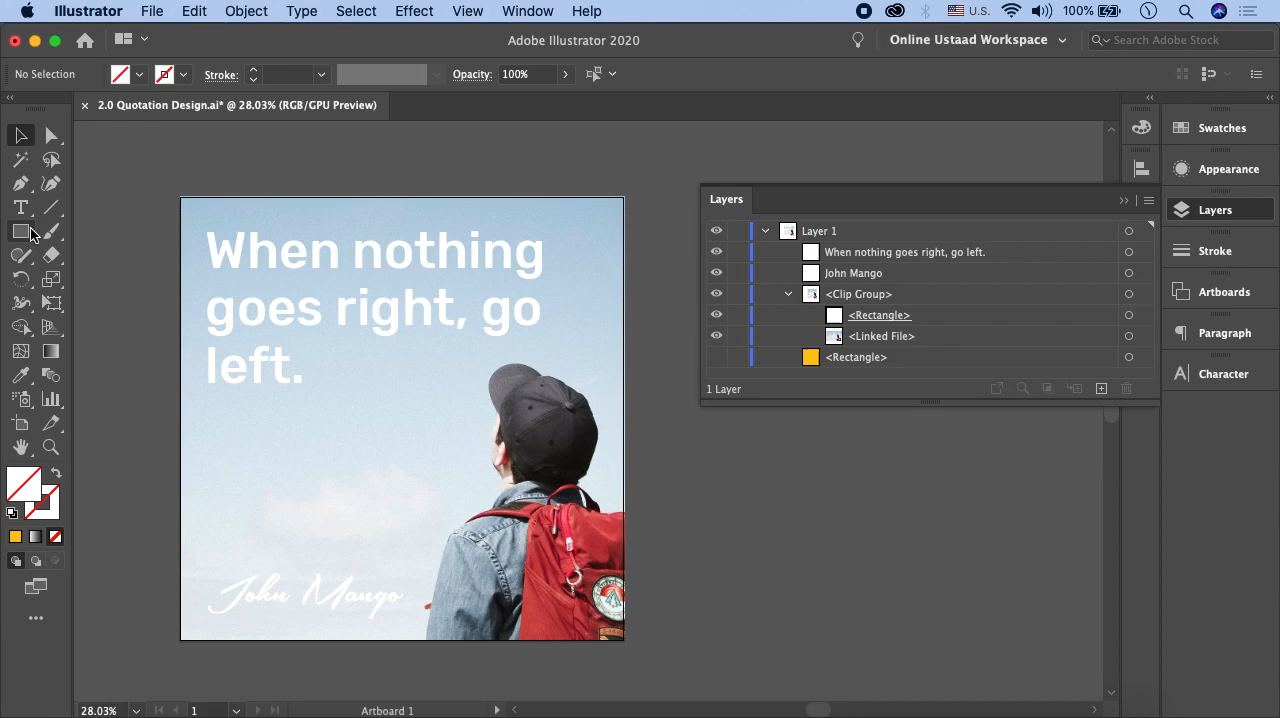 Illustrator File Edit Object Type Select Effect View Window Help U.S. 100%
Adobe Illustrator 2020 Online Ustaad Workspace Search Adobe Stock
No Selection Stroke: Opacity: 100%
2.0 Quotation Design.ai* @ 28.03% (RGB/GPU Preview)
When nothing
goes right, go
left.
John Mango
Layers
Layer 1
When nothing goes right, go left.
John Mango
<Clip Group>
<Rectangle>
<Linked File>
<Rectangle>
1 Layer
Swatches
Appearance
Layers
Stroke
Artboards
Paragraph
Character
28.03% 1 Artboard 1